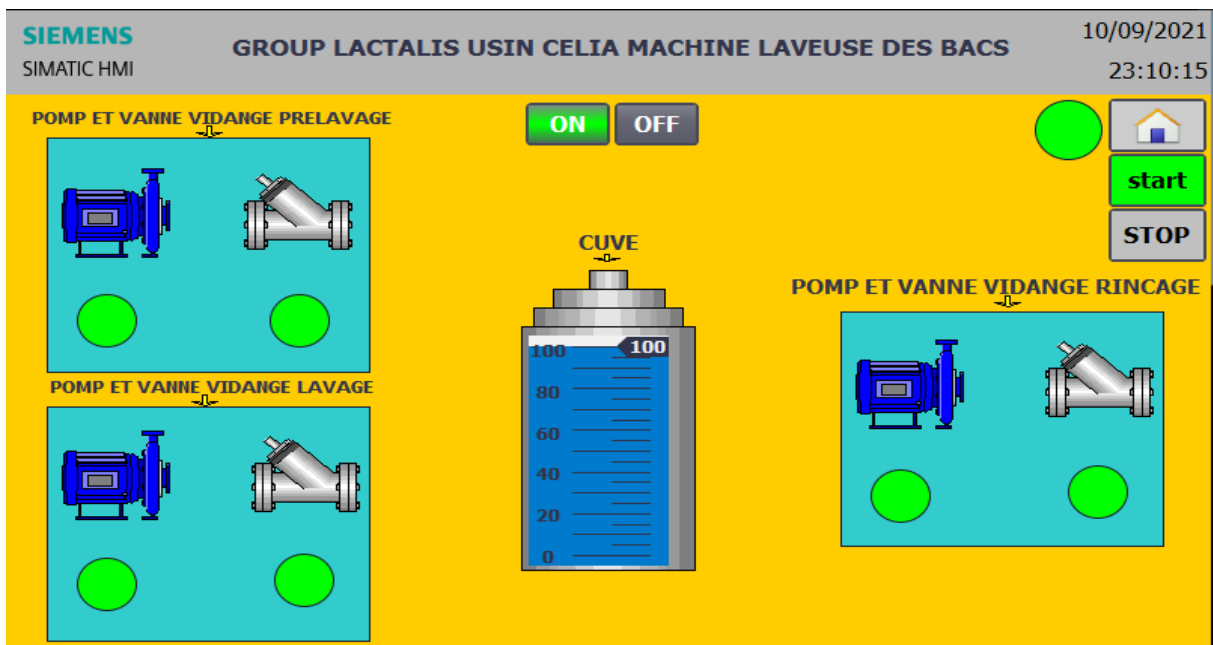 SIEMENS
SIMATIC HMI
GROUP LACTALIS USIN CELIA MACHINE LAVEUSE DES BACS
10/09/2021
23:10:15
POMP ET VANNE VIDANGE PRELAVAGE
ON OFF
start
STOP
CUVE
POMP ET VANNE VIDANGE RINCAGE
100 100
80
60
40
20
0
POMP ET VANNE VIDANGE LAVAGE